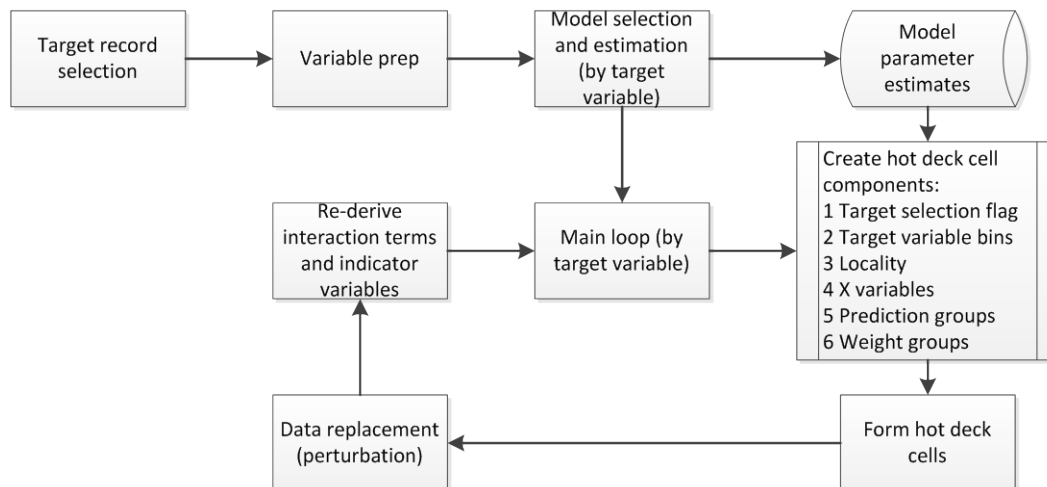 Target record
selection
Variable prep
Model selection
and estimation
(by target
variable)
Model
parameter
estimates
Create hot deck cell
components:
1 Target selection flag
2 Target variable bins
3 Locality
4 X variables
5 Prediction groups
6 Weight groups
Re-derive
interaction terms
and indicator
variables
Main loop (by
target variable)
Data replacement
(perturbation)
Form hot deck
cells